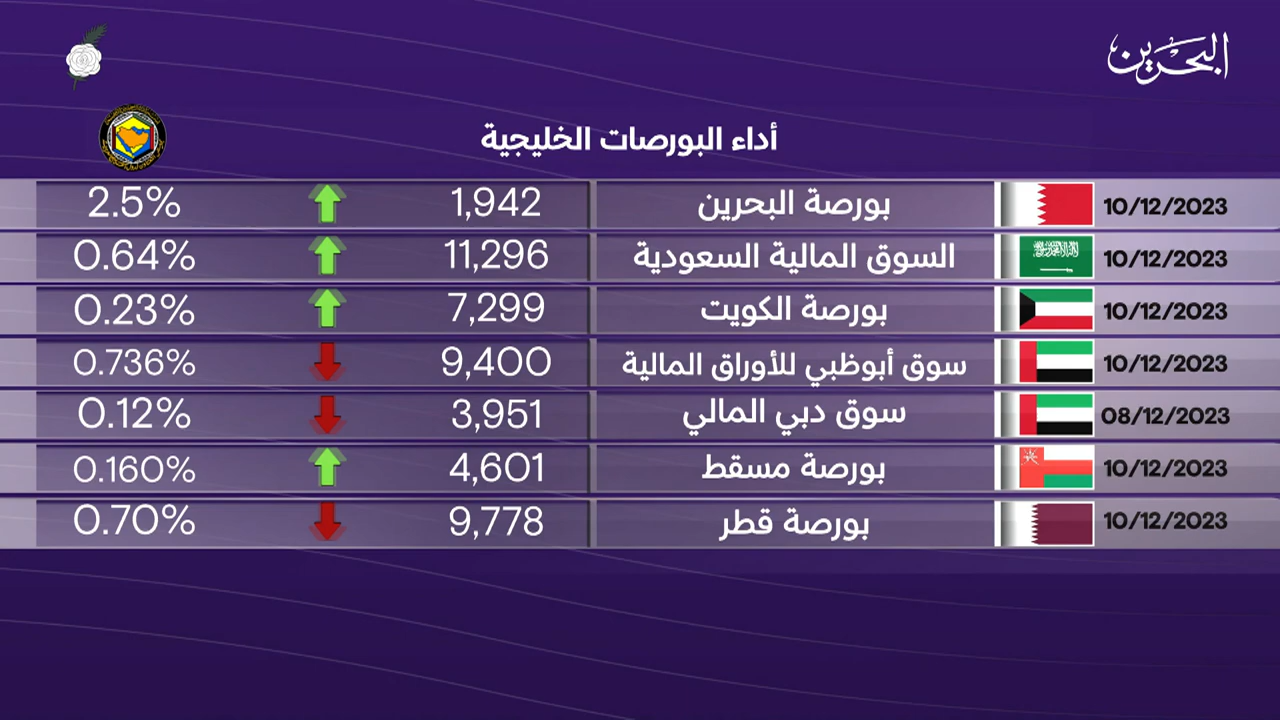 البحرين
أداء البورصات الخليجية
10/12/2023 بورصة البحرين 1,942 2.5%
10/12/2023 السوق المالية السعودية 11,296 0.64%
10/12/2023 بورصة الكويت 7,299 0.23%
10/12/2023 سوق أبوظبي للأوراق المالية 9,400 0.736%
08/12/2023 سوق دبي المالي 3,951 0.12%
10/12/2023 بورصة مسقط 4,601 0.160%
10/12/2023 بورصة قطر 9,778 0.70%